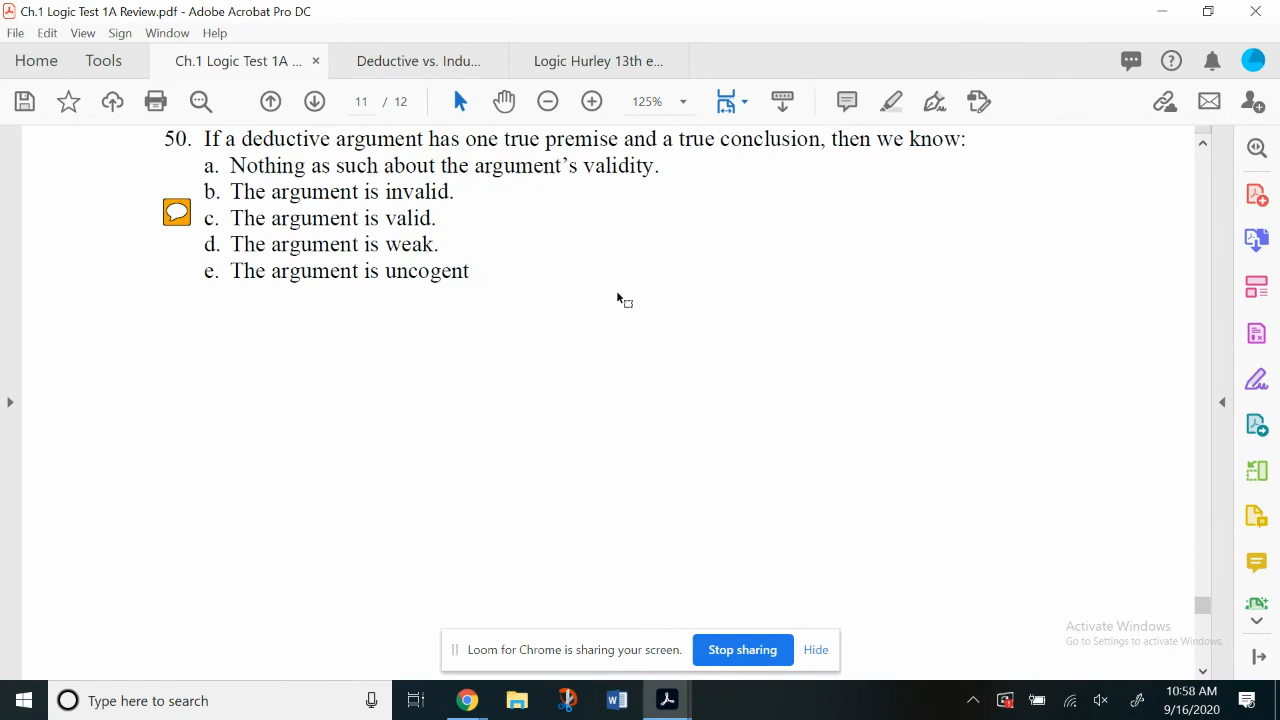 Ch.1 Logic Test 1A Review.pdf - Adobe Acrobat Pro DC
File Edit View Sign Window Help
Home Tools Ch.1 Logic Test 1A ... × Deductive vs. Indu... Logic Hurley 13th e...
11 / 12 125%
50. If a deductive argument has one true premise and a true conclusion, then we know:
a. Nothing as such about the argument's validity.
b. The argument is invalid.
c. The argument is valid.
d. The argument is weak.
e. The argument is uncogent
Activate Windows
Go to Settings to activate Windows.
Loom for Chrome is sharing your screen. Stop sharing Hide
Type here to search
10:58 AM
9/16/2020